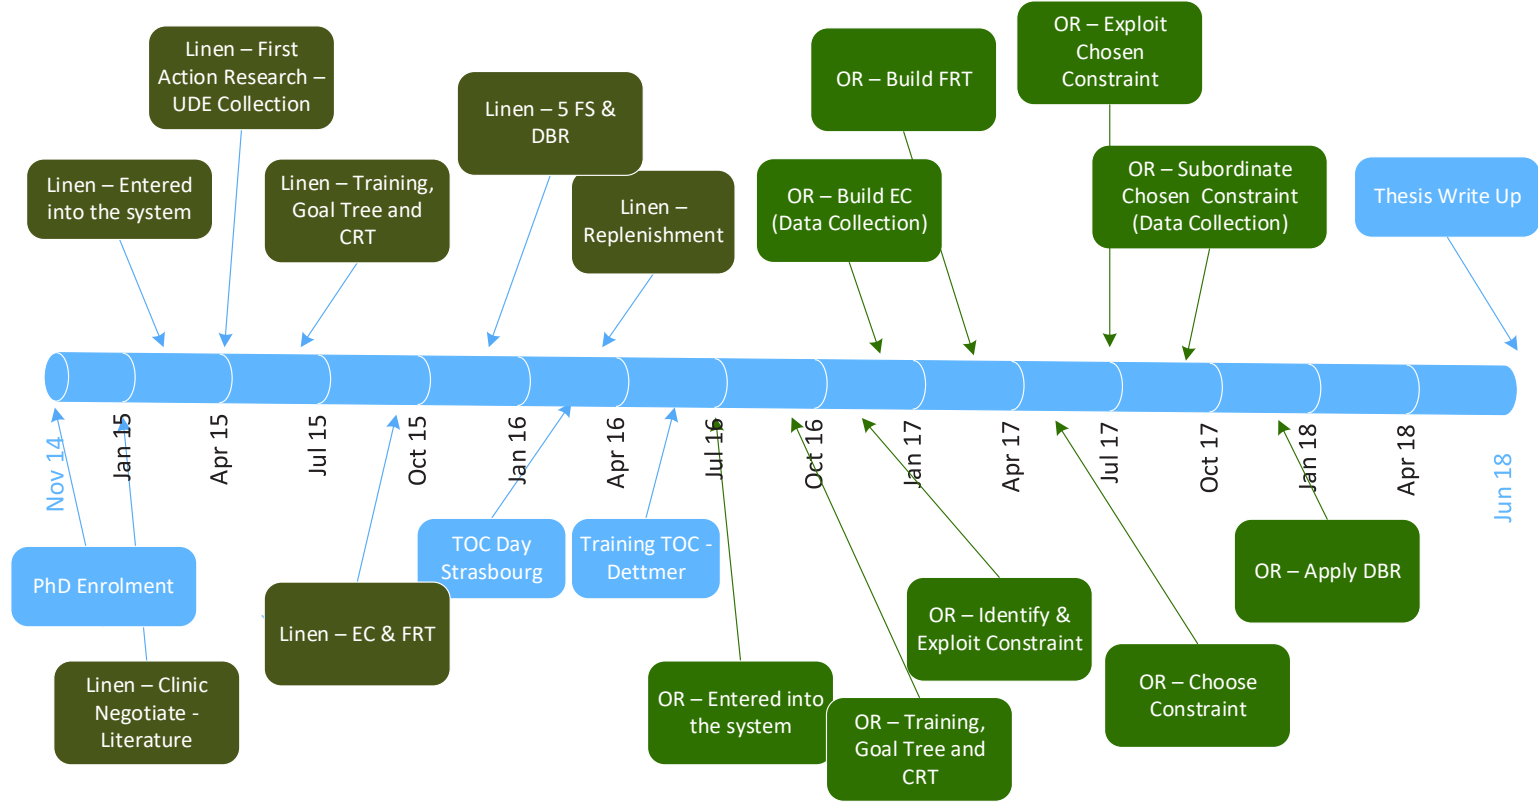 Linen – First
Action Research –
UDE Collection
Linen – Entered
into the system
Linen – Training,
Goal Tree and
CRT
Linen – 5 FS &
DBR
Linen –
Replenishment
OR – Build FRT
OR – Build EC
(Data Collection)
OR – Exploit
Chosen
Constraint
OR – Subordinate
Chosen  Constraint
(Data Collection)
Thesis Write Up
Nov 14
Jan 15
Apr 15
Jul 15
Oct 15
Jan 16
Apr 16
Jul 16
Oct 16
Jan 17
Apr 17
Jul 17
Oct 17
Jan 18
Apr 18
Jun 18
PhD Enrolment
Linen – Clinic
Negotiate -
Literature
Linen – EC & FRT
TOC Day
Strasbourg
Training TOC -
Dettmer
OR – Entered into
the system
OR – Training,
Goal Tree and
CRT
OR – Identify &
Exploit Constraint
OR – Choose
Constraint
OR – Apply DBR